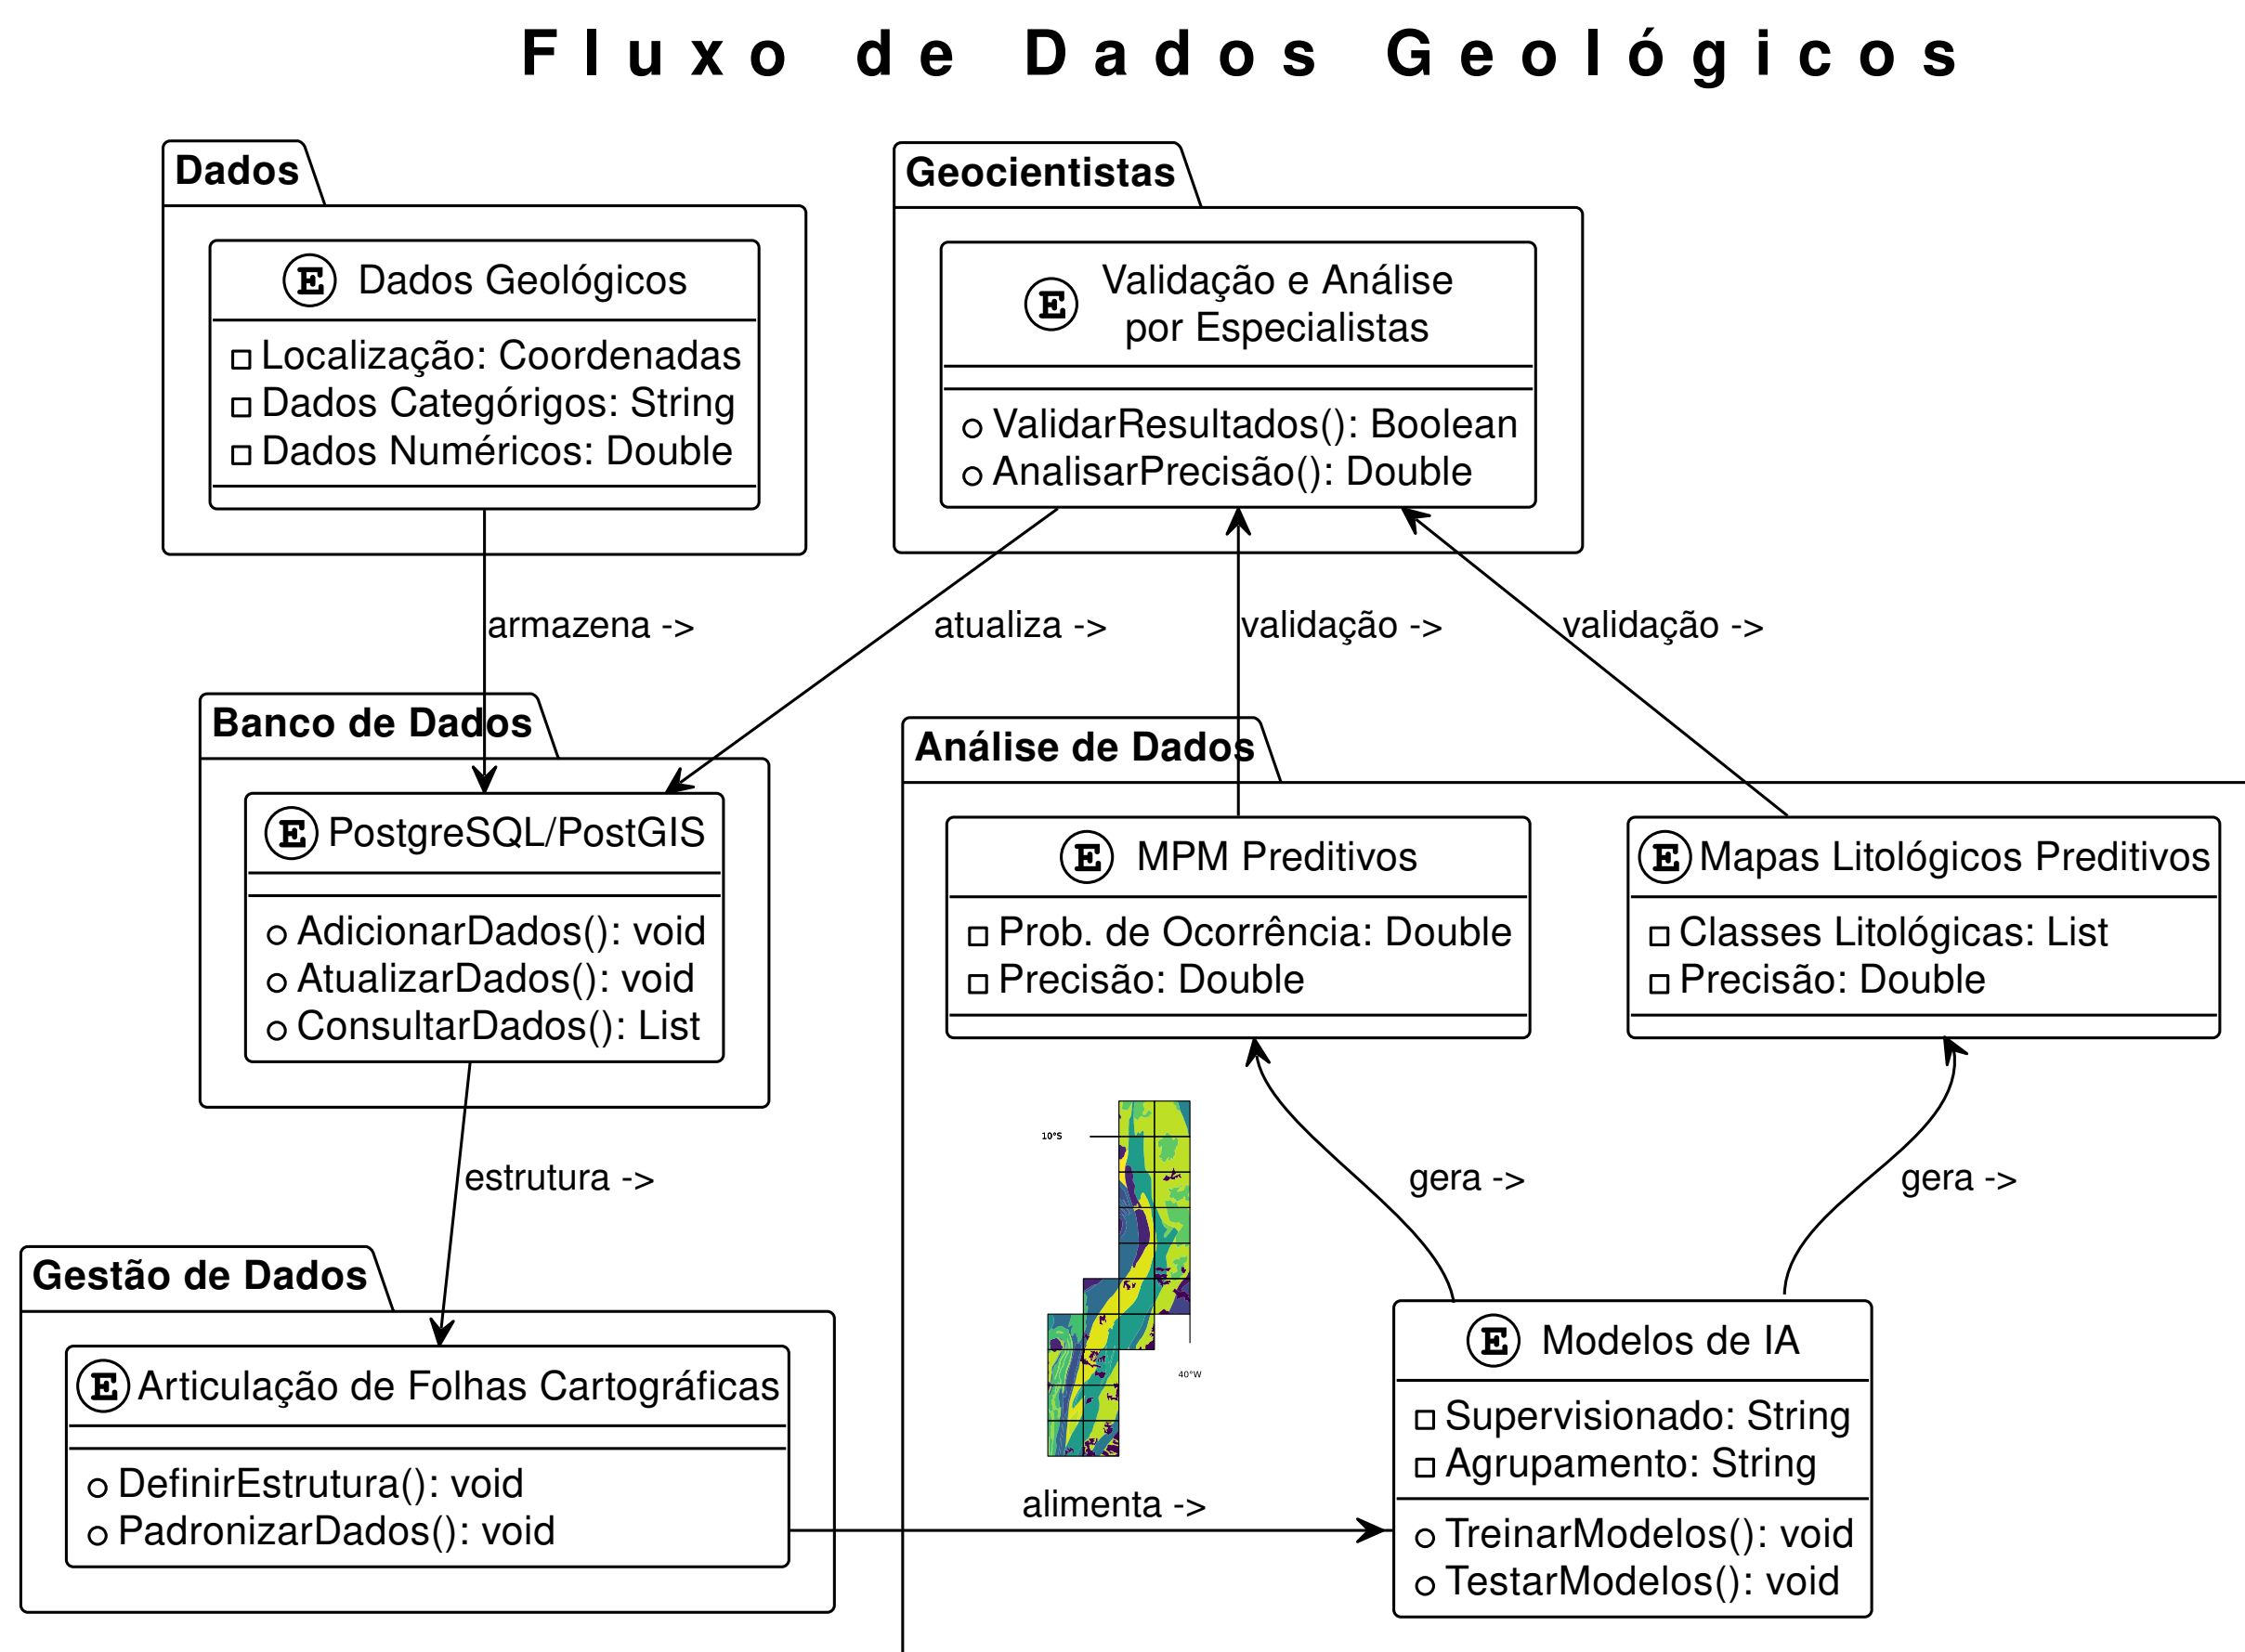 Fluxo de Dados Geológicos
Dados
E Dados Geológicos
Localização: Coordenadas
Dados Categórigos: String
Dados Numéricos: Double
Geocientistas
E Validação e Análise
por Especialistas
ValidarResultados(): Boolean
AnalisarPrecisão(): Double
armazena ->
atualiza ->
validação ->
validação ->
Banco de Dados
E PostgreSQL/PostGIS
AdicionarDados(): void
AtualizarDados(): void
ConsultarDados(): List
Análise de Dados
E MPM Preditivos
Prob. de Ocorrência: Double
Precisão: Double
E Mapas Litológicos Preditivos
Classes Litológicas: List
Precisão: Double
10°S
40°W
estrutura ->
gera ->
gera ->
Gestão de Dados
E Articulação de Folhas Cartográficas
DefinirEstrutura(): void
PadronizarDados(): void
alimenta ->
E Modelos de IA
Supervisionado: String
Agrupamento: String
TreinarModelos(): void
TestarModelos(): void